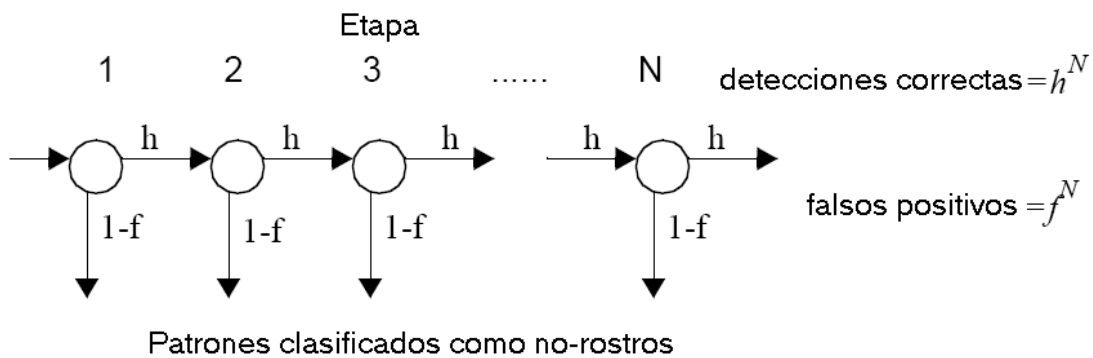 Etapa
1 2 3 ...... N
detecciones correctas = h^N
h h h h h
1-f 1-f 1-f 1-f
falsos positivos = f^N
Patrones clasificados como no-rostros